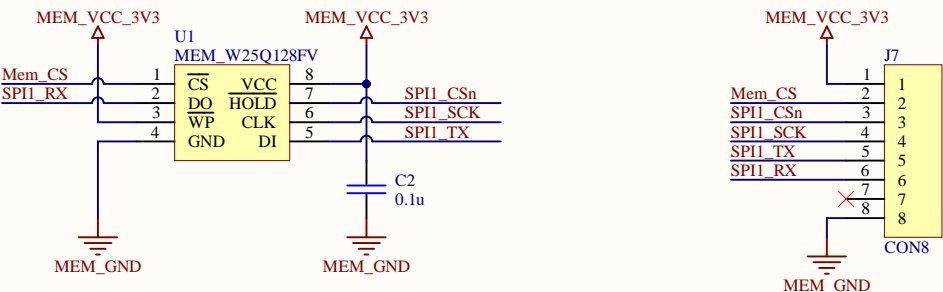 MEM_VCC_3V3
MEM_VCC_3V3
MEM_VCC_3V3
U1
MEM_W25Q128FV
J7
Mem_CS 1 CS VCC 8
SPI1_RX 2 DO HOLD 7 SPI1_CSn
3 WP CLK 6 SPI1_SCK
4 GND DI 5 SPI1_TX
C2
0.1u
MEM_GND
MEM_GND
1 1
Mem_CS 2 2
SPI1_CSn 3 3
SPI1_SCK 4 4
SPI1_TX 5 5
SPI1_RX 6 6
7 7
8 8
CON8
MEM_GND